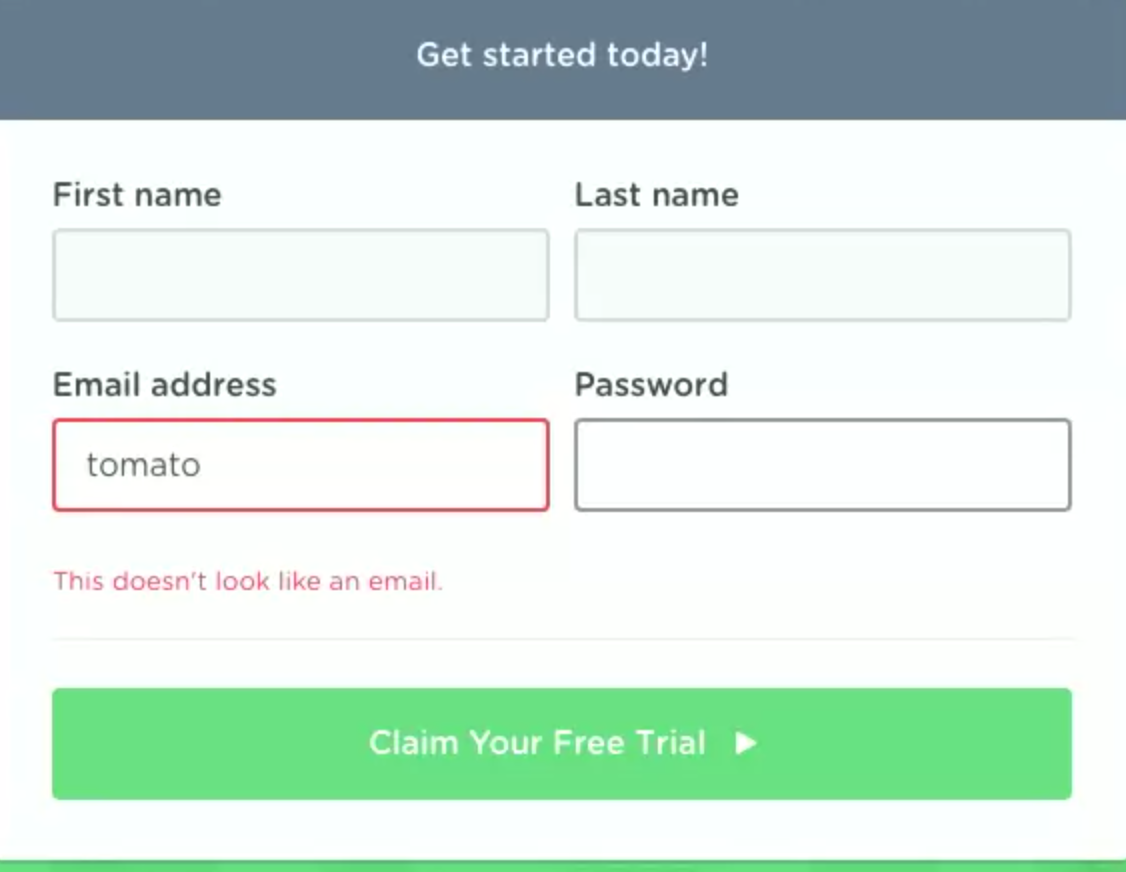 Get started today!
First name
Last name
Email address
Password
tomato
This doesn't look like an email.
Claim Your Free Trial